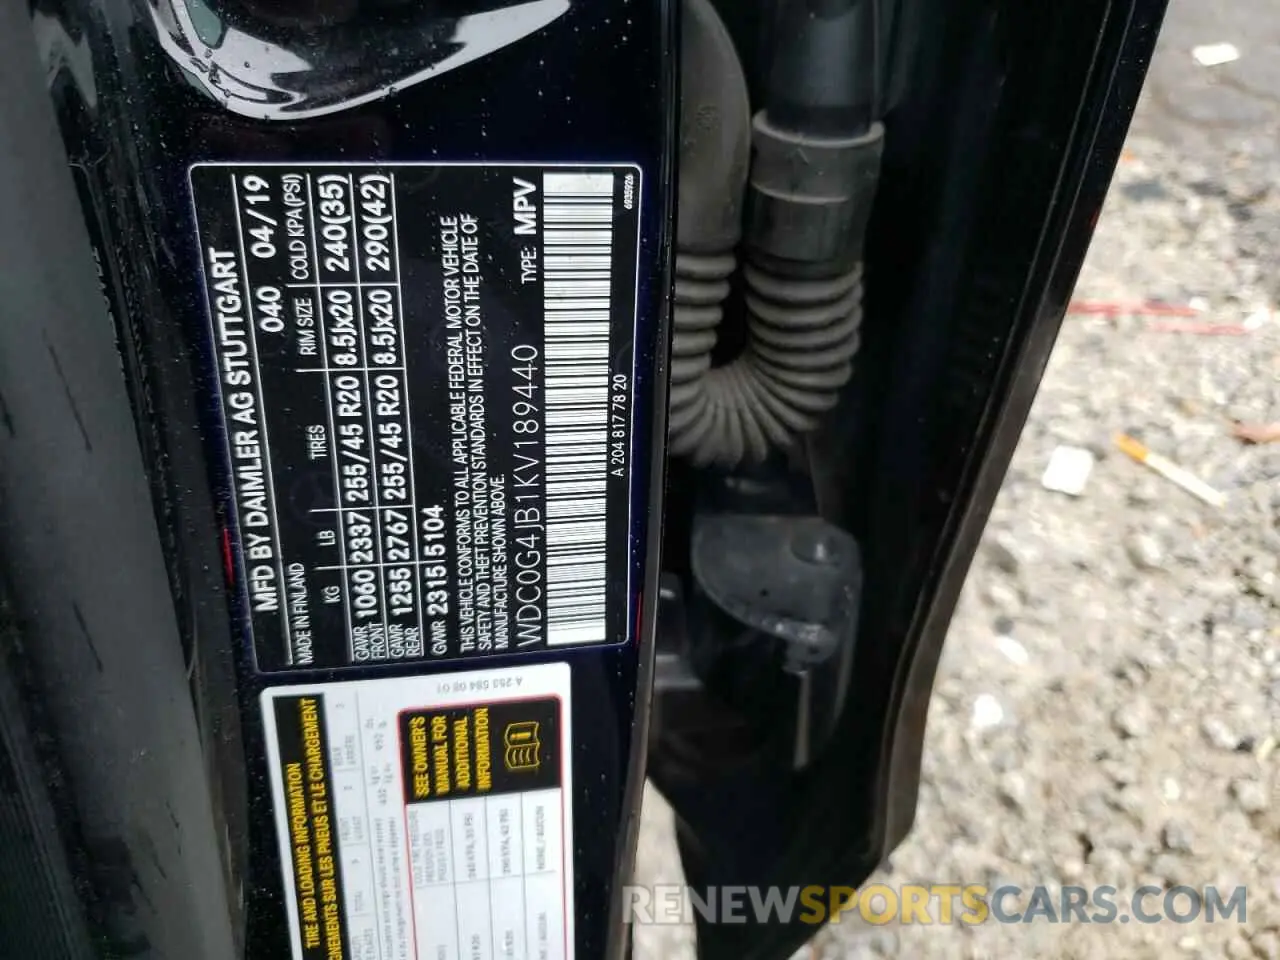 MFD BY DAIMLER AG STUTTGART
MADE IN FINLAND 040 04/19
KG LB TIRES RIM SIZE COLD KPA(PSI)
GAWR FRONT 1060 2337 255/45 R20 8.5Jx20 240(35)
GAWR REAR 1255 2767 255/45 R20 8.5Jx20 290(42)
GVWR 2315 5104
THIS VEHICLE CONFORMS TO ALL APPLICABLE FEDERAL MOTOR VEHICLE
SAFETY AND THEFT PREVENTION STANDARDS IN EFFECT ON THE DATE OF
MANUFACTURE SHOWN ABOVE.
WDC0G4JB1KV189440 TYPE: MPV
A 204 817 78 20 6935926
A 253 584 08 01
TIRE AND LOADING INFORMATION
SUR LES PNEUS ET LE CHARGEMENT
SEE OWNER'S
MANUAL FOR
ADDITIONAL
INFORMATION
RENEWSPORTSCARS.COM